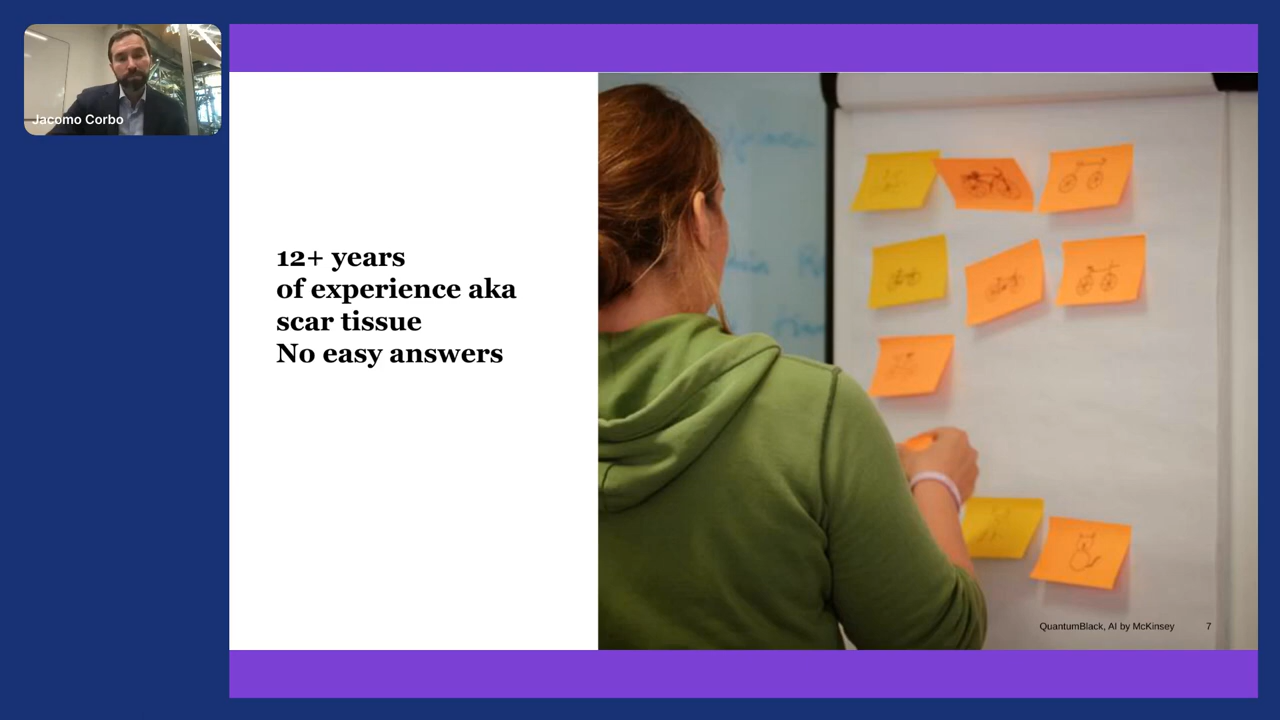 Jacomo Corbo
12+ years
of experience aka
scar tissue
No easy answers
QuantumBlack, AI by McKinsey 7